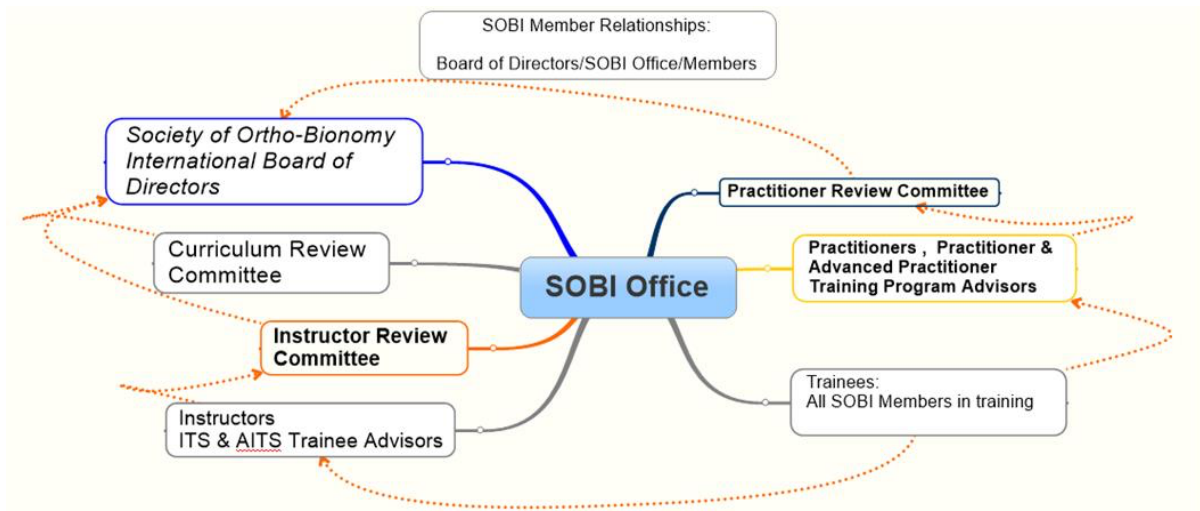 SOBI Member Relationships:
Board of Directors/SOBI Office/Members
Society of Ortho-Bionomy
International Board of
Directors
Curriculum Review
Committee
Instructor Review
Committee
Instructors
ITS & AITS Trainee Advisors
SOBI Office
Practitioner Review Committee
Practitioners , Practitioner &
Advanced Practitioner
Training Program Advisors
Trainees:
All SOBI Members in training